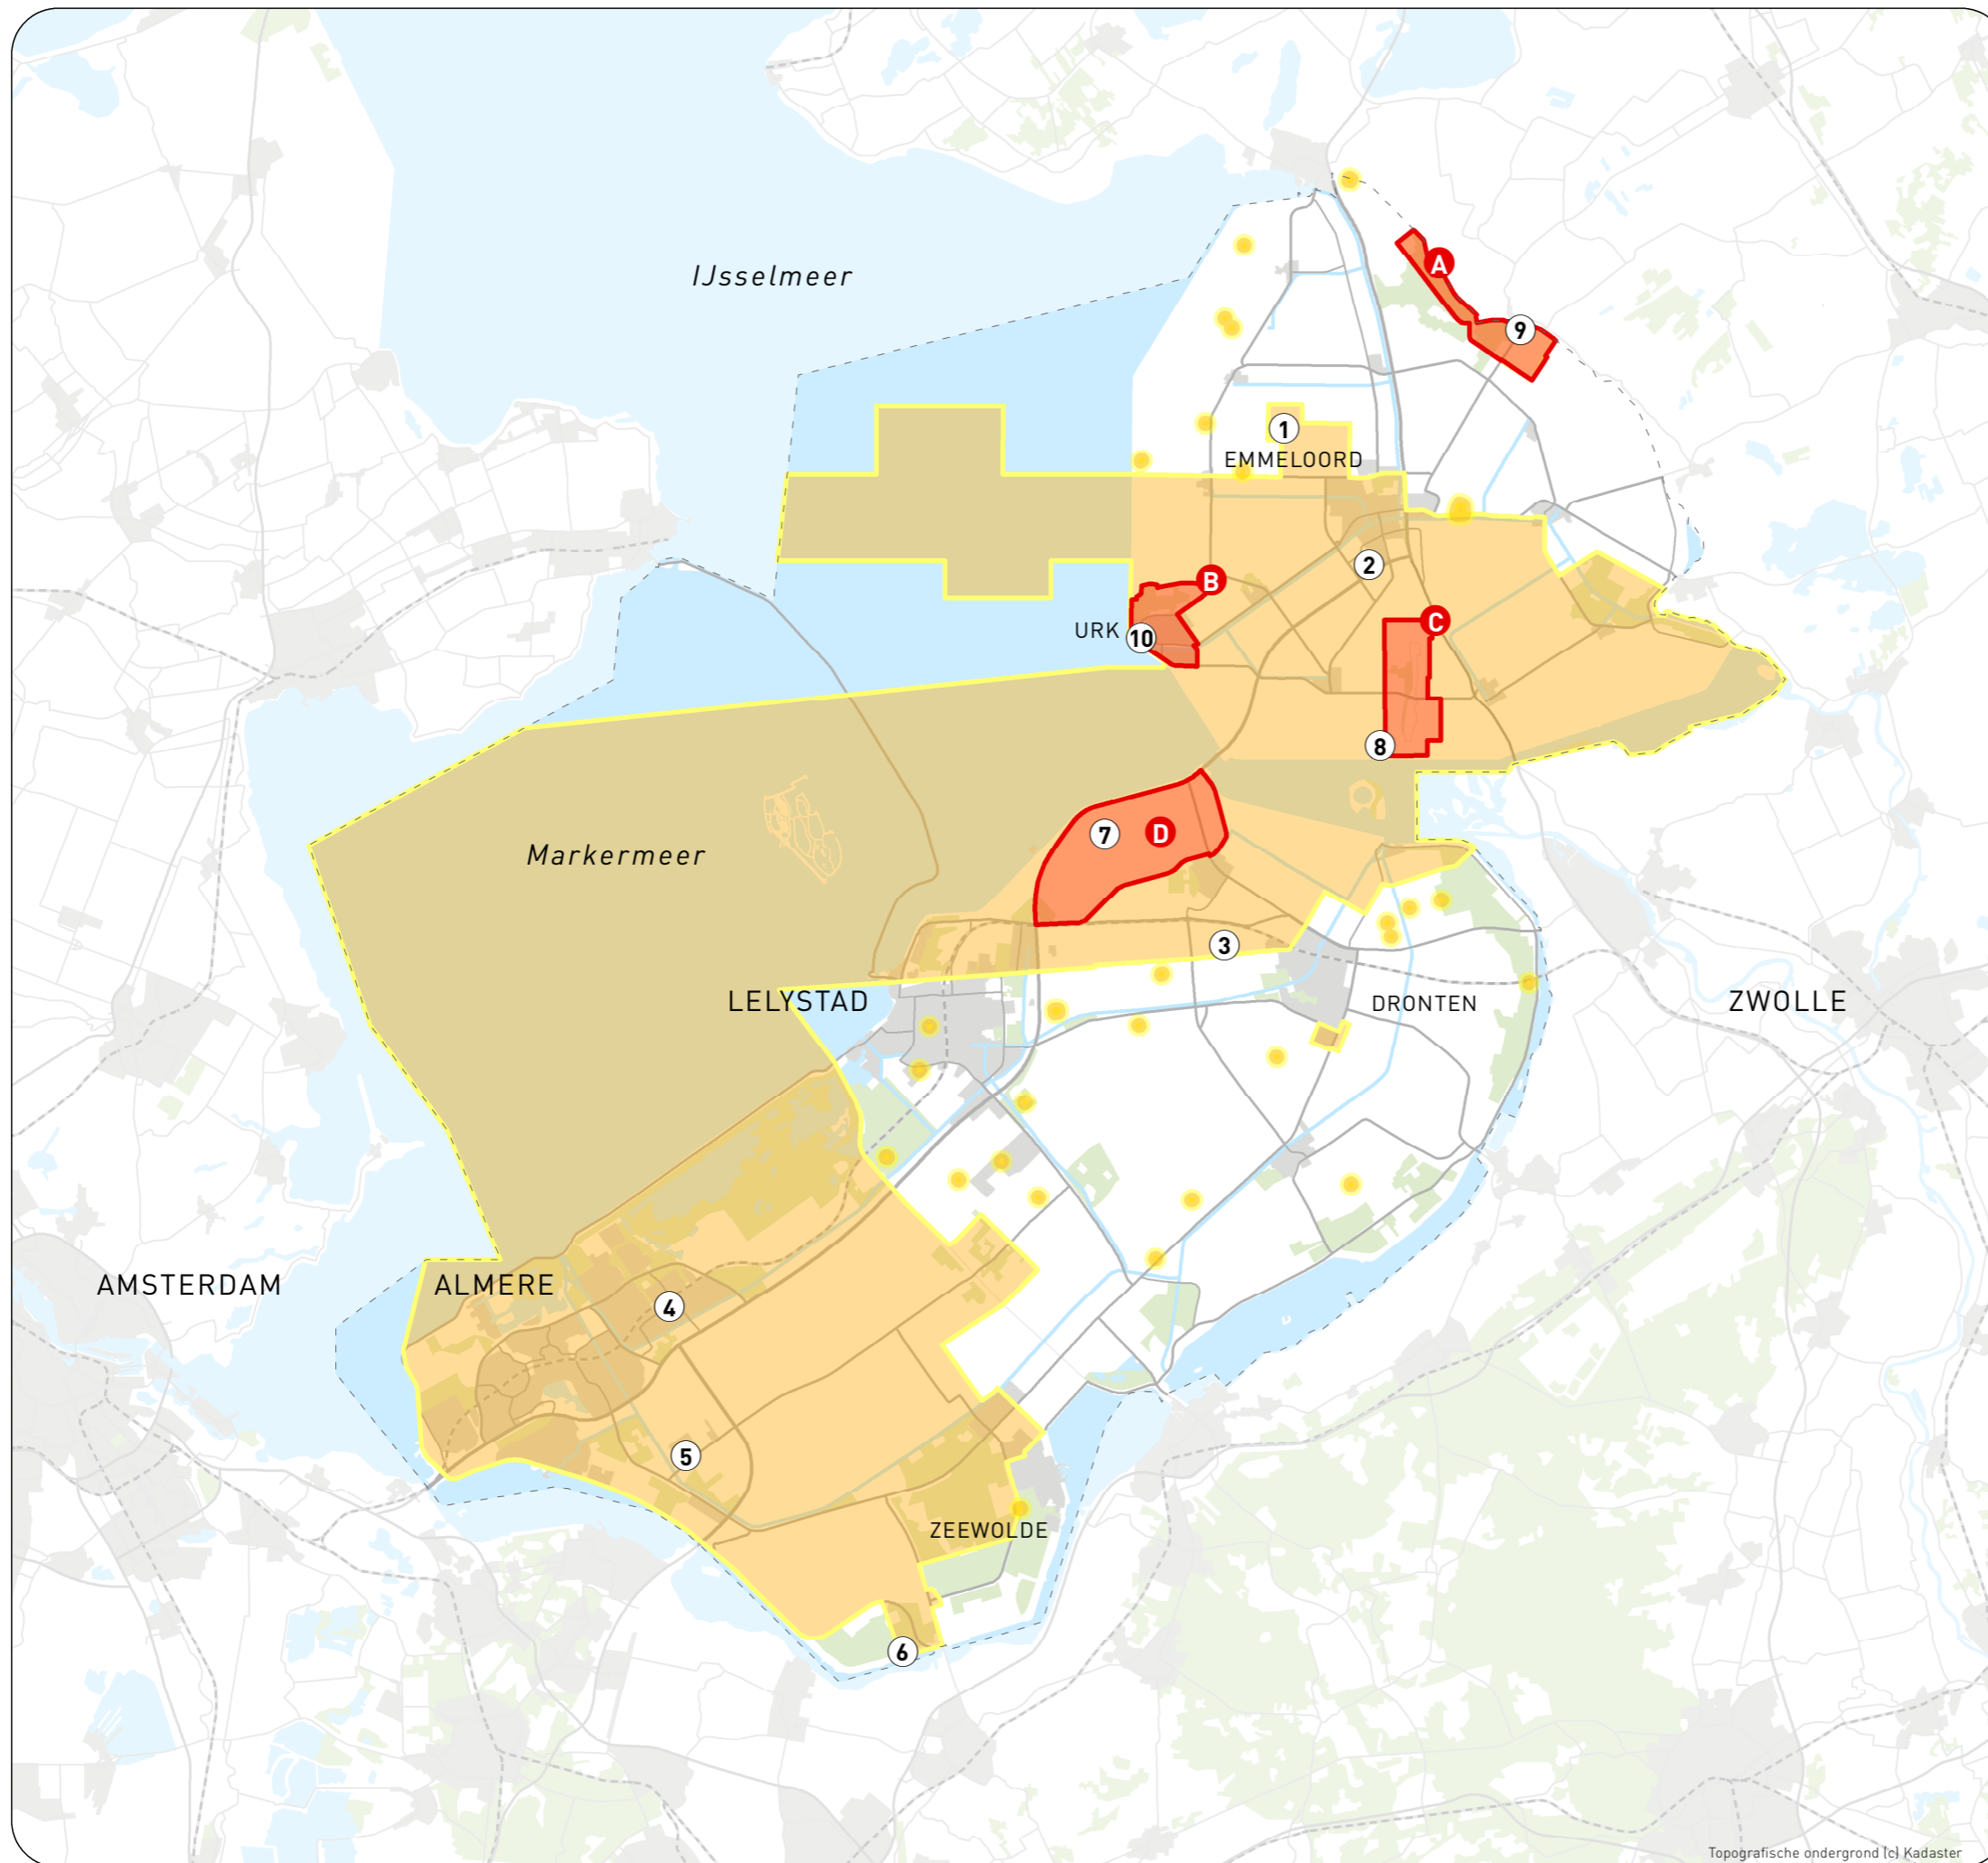 A
IJsselmeer
9
1
EMMELOORD
2
B
C
URK
10
8
7
D
Markermeer
3
LELYSTAD
DRONTEN
ZWOLLE
AMSTERDAM
ALMERE
4
5
ZEEWOLDE
6
Topografische ondergrond (c) Kadaster